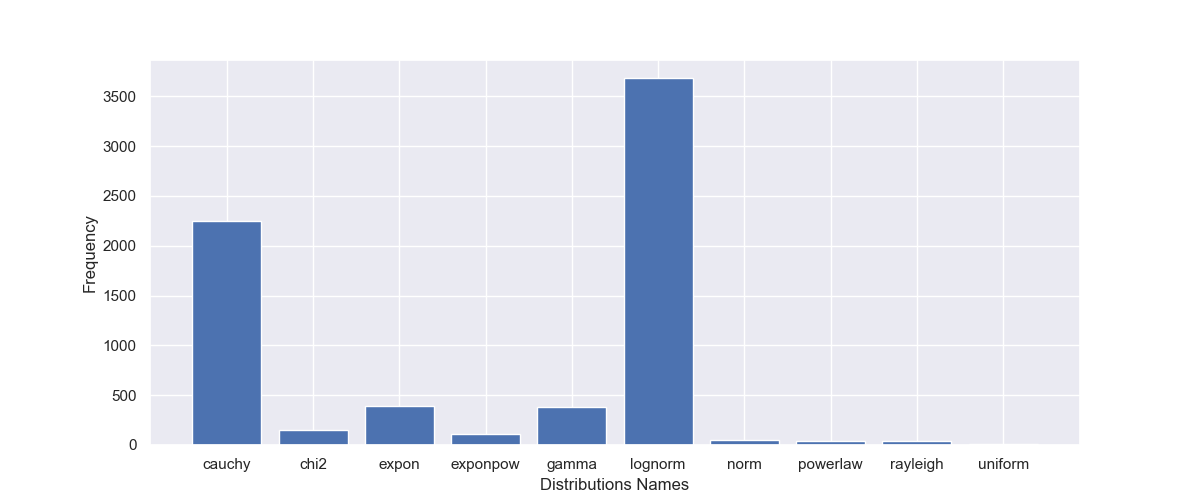 3500
3000
2500
2000
1500
1000
500
0
Frequency
cauchy chi2 expon exponpow gamma lognorm norm powerlaw rayleigh uniform
Distributions Names